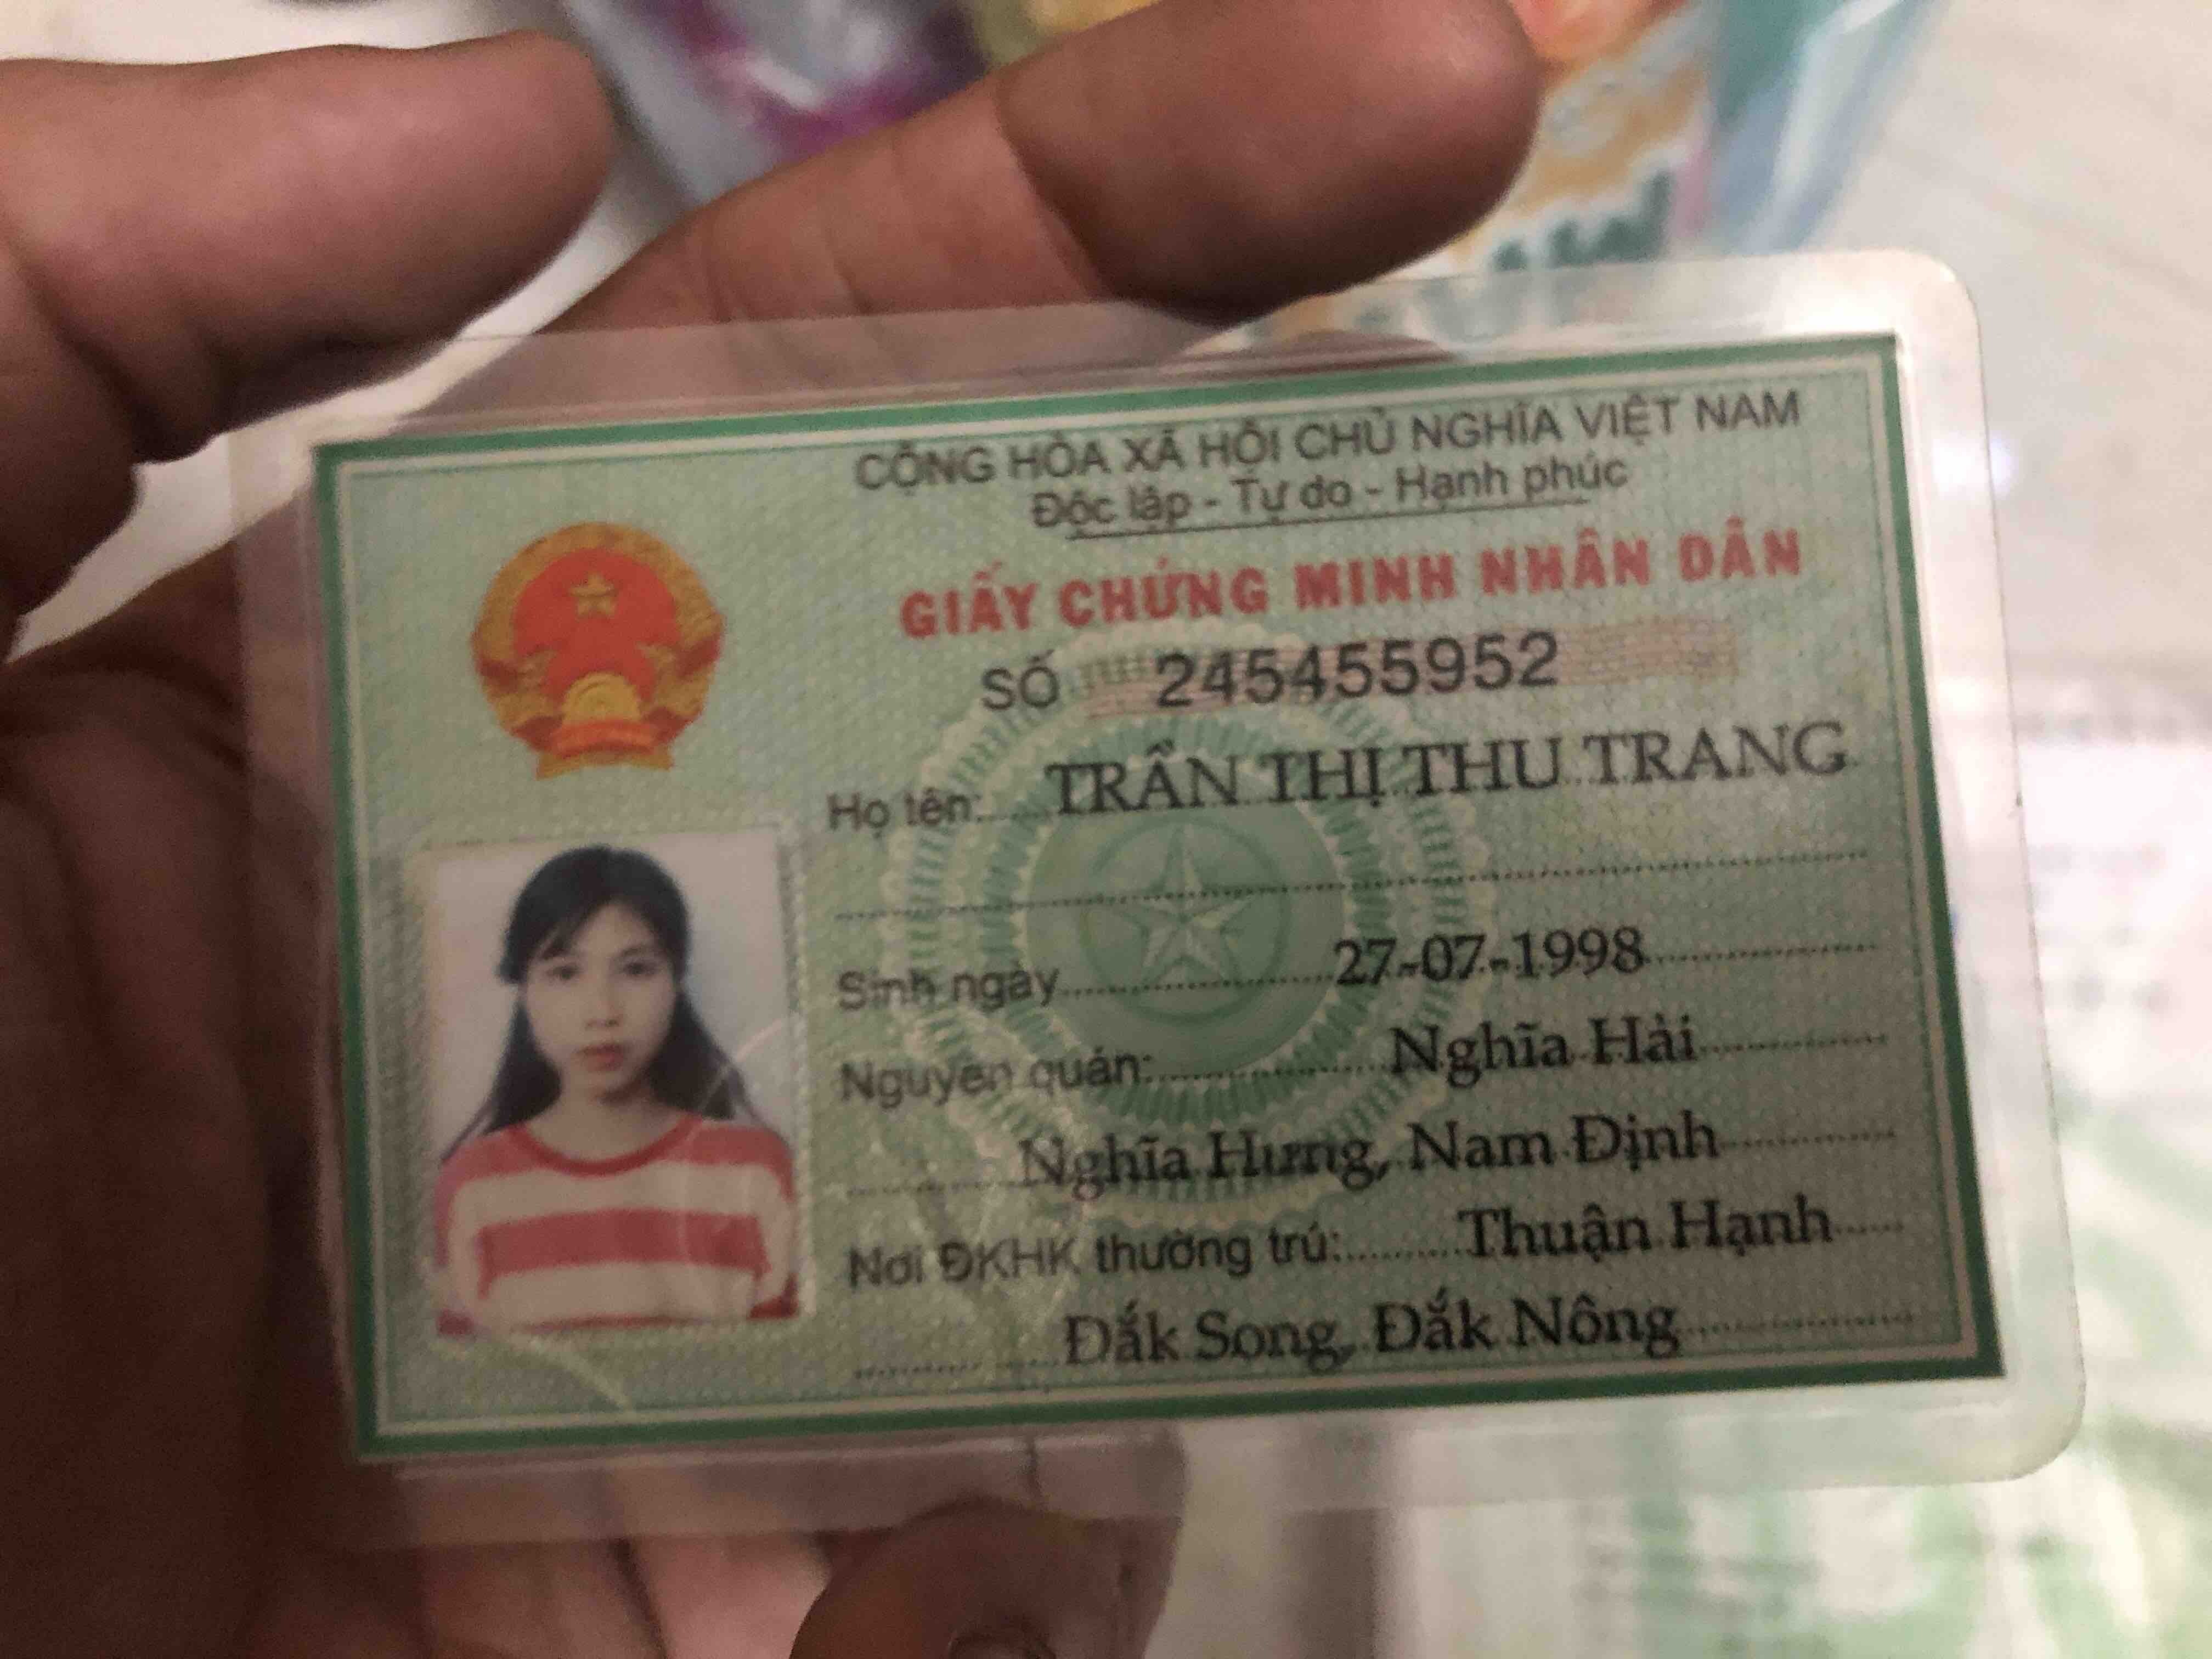 CỘNG HÒA XÃ HỘI CHỦ NGHĨA VIỆT NAM
Độc lập - Tự do - Hạnh phúc
GIẤY CHỨNG MINH NHÂN DÂN
SỐ 245455952
Họ tên: TRẦN THỊ THU TRANG
Sinh ngày 27-07-1998
Nguyên quán: Nghĩa Hải
Nghĩa Hưng, Nam Định
Nơi ĐKHK thường trú: Thuận Hạnh
Đắk Song, Đắk Nông